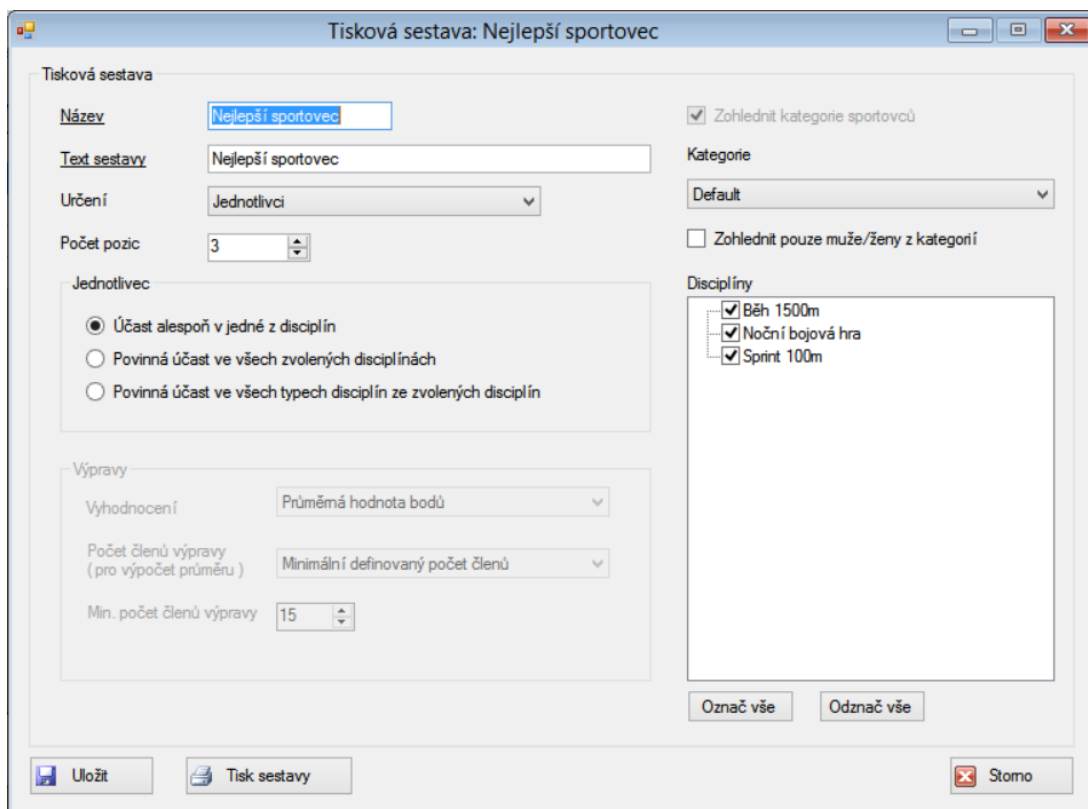 Tisková sestava: Nejlepší sportovec
Tisková sestava
Název
Nejlepší sportovec
Text sestavy
Nejlepší sportovec
Určení
Jednotlivci
Počet pozic
3
Jednotlivec
Účast alespoň v jedné z disciplín
Povinná účast ve všech zvolených disciplínách
Povinná účast ve všech typech disciplín ze zvolených disciplín
Výpravy
Vyhodnocení
Průměrná hodnota bodů
Počet členů výpravy
( pro výpočet průměru )
Minimální definovaný počet členů
Min. počet členů výpravy
15
Zohlednit kategorie sportovců
Kategorie
Default
Zohlednit pouze muže/ženy z kategorií
Disciplíny
Běh 1500m
Noční bojová hra
Sprint 100m
Označ vše
Odznač vše
Uložit
Tisk sestavy
Storno